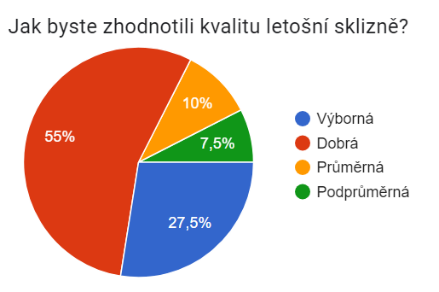 Jak byste zhodnotili kvalitu letošní sklizně?
55%
10%
7,5%
27,5%
Výborná
Dobrá
Průměrná
Podprůměrná